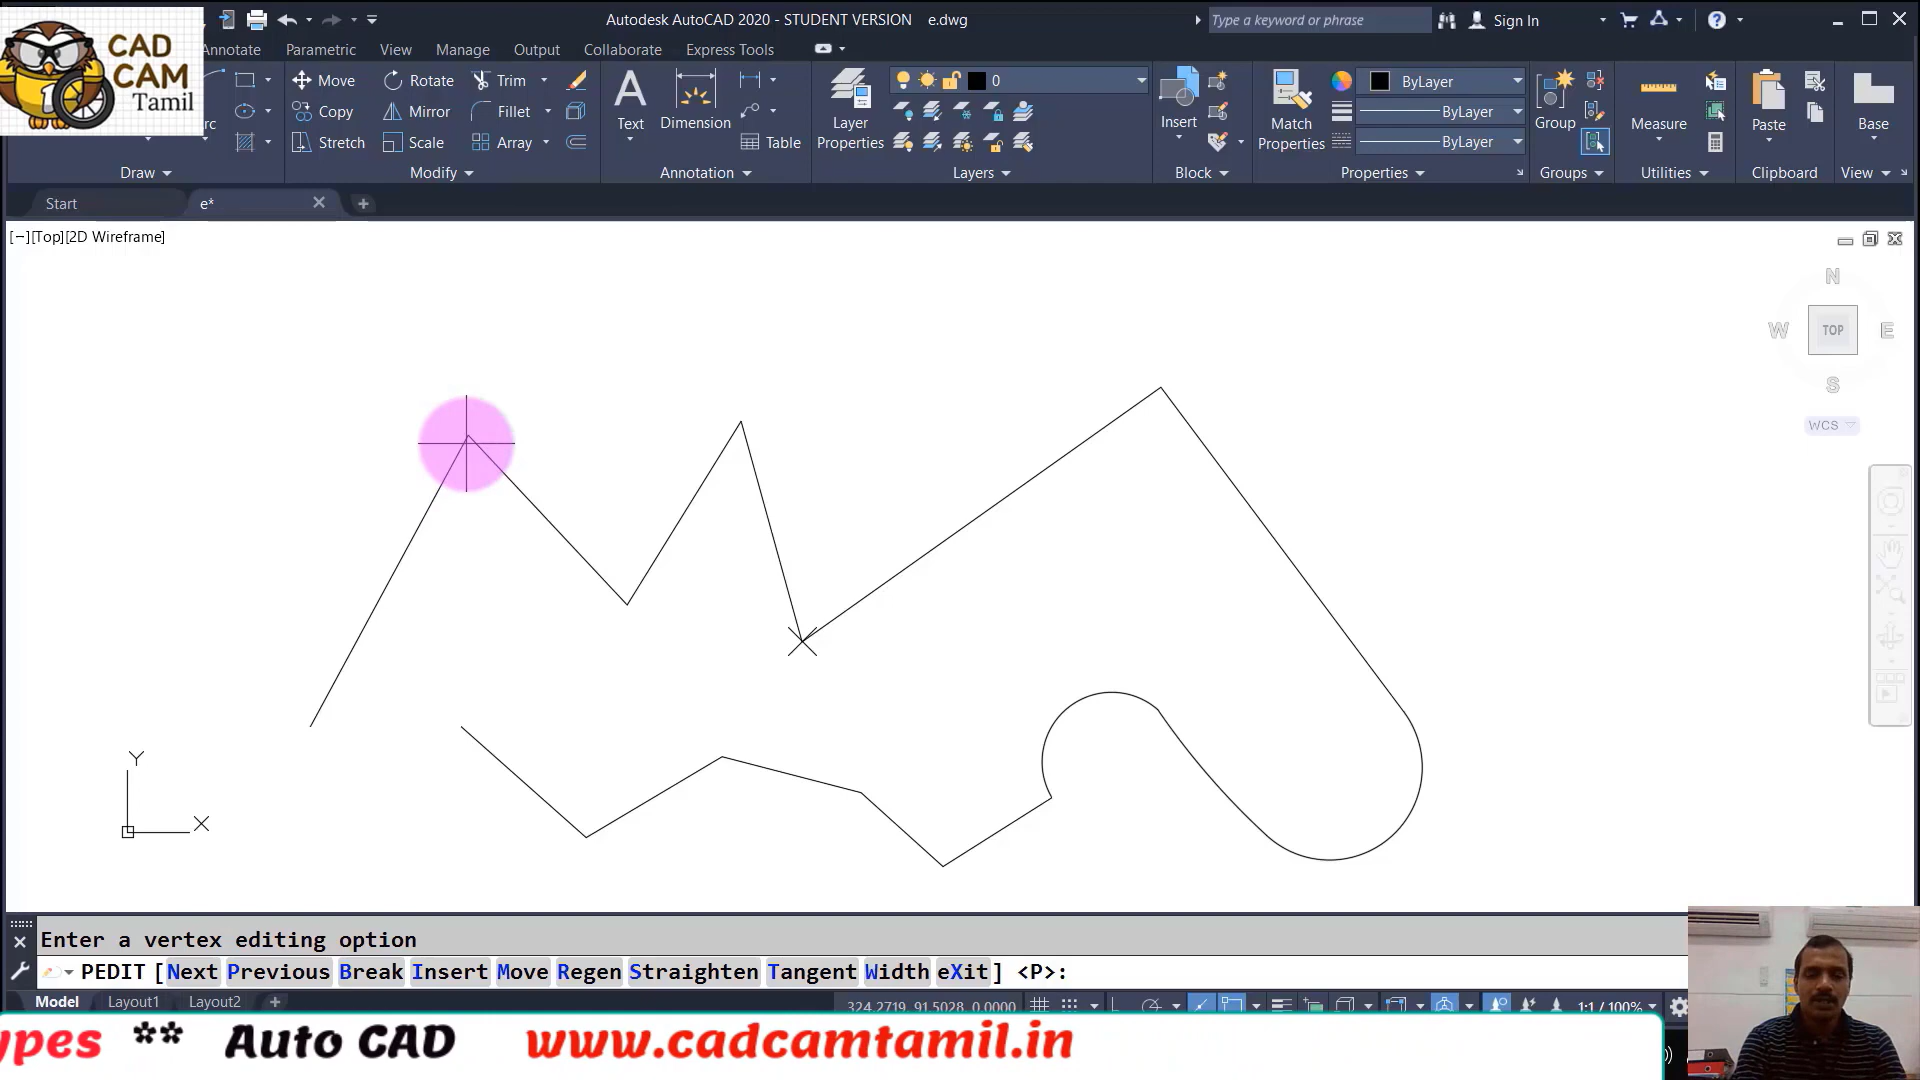 CAD
CAM
Tamil
Autodesk AutoCAD 2020 - STUDENT VERSION e.dwg
Type a keyword or phrase
Sign In
Annotate Parametric View Manage Output Collaborate Express Tools
Move Rotate Trim
Copy Mirror Fillet
Stretch Scale Array
Text Dimension Table
Layer
Properties
0
Insert
Match
Properties
ByLayer
ByLayer
ByLayer
Group Measure Paste Base
Draw Modify Annotation Layers Block Properties Groups Utilities Clipboard View
Start e*
[−][Top][2D Wireframe]
N
W TOP E
S
WCS
Y
X
Enter a vertex editing option
PEDIT [Next Previous Break Insert Move Regen Straighten Tangent Width eXit] <P>:
Model Layout1 Layout2
324.2719, 91.5028, 0.0000
1:1 / 100%
ypes ** Auto CAD www.cadcamtamil.in